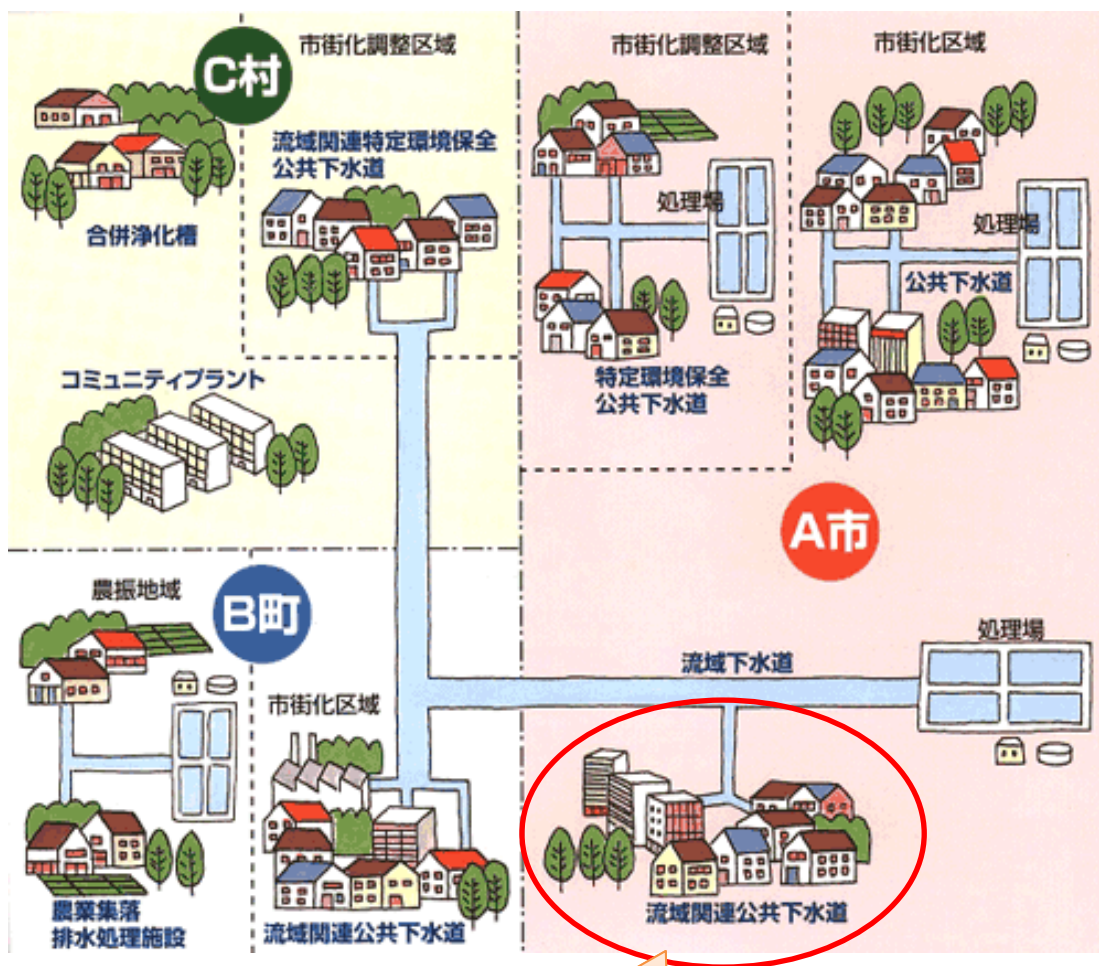 C村
市街化調整区域
流域関連特定環境保全
公共下水道
合併浄化槽
コミュニティプラント
市街化調整区域
処理場
特定環境保全
公共下水道
市街化区域
処理場
公共下水道
A市
農振地域
B町
市街化区域
農業集落
排水処理施設
流域関連公共下水道
流域下水道
処理場
流域関連公共下水道